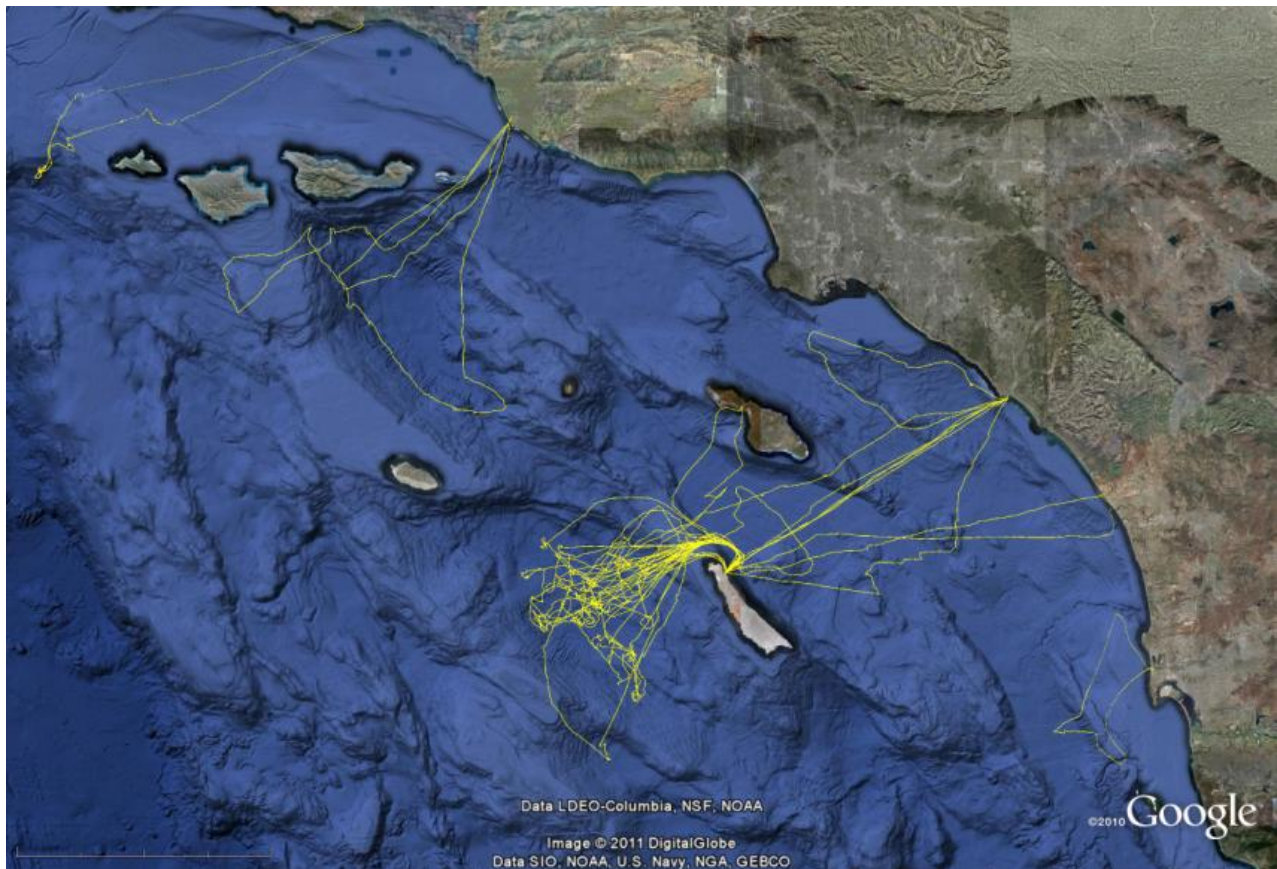 Data LDEO-Columbia, NSF, NOAA
©2010 Google
Image © 2011 DigitalGlobe
Data SIO, NOAA, U.S. Navy, NGA, GEBCO